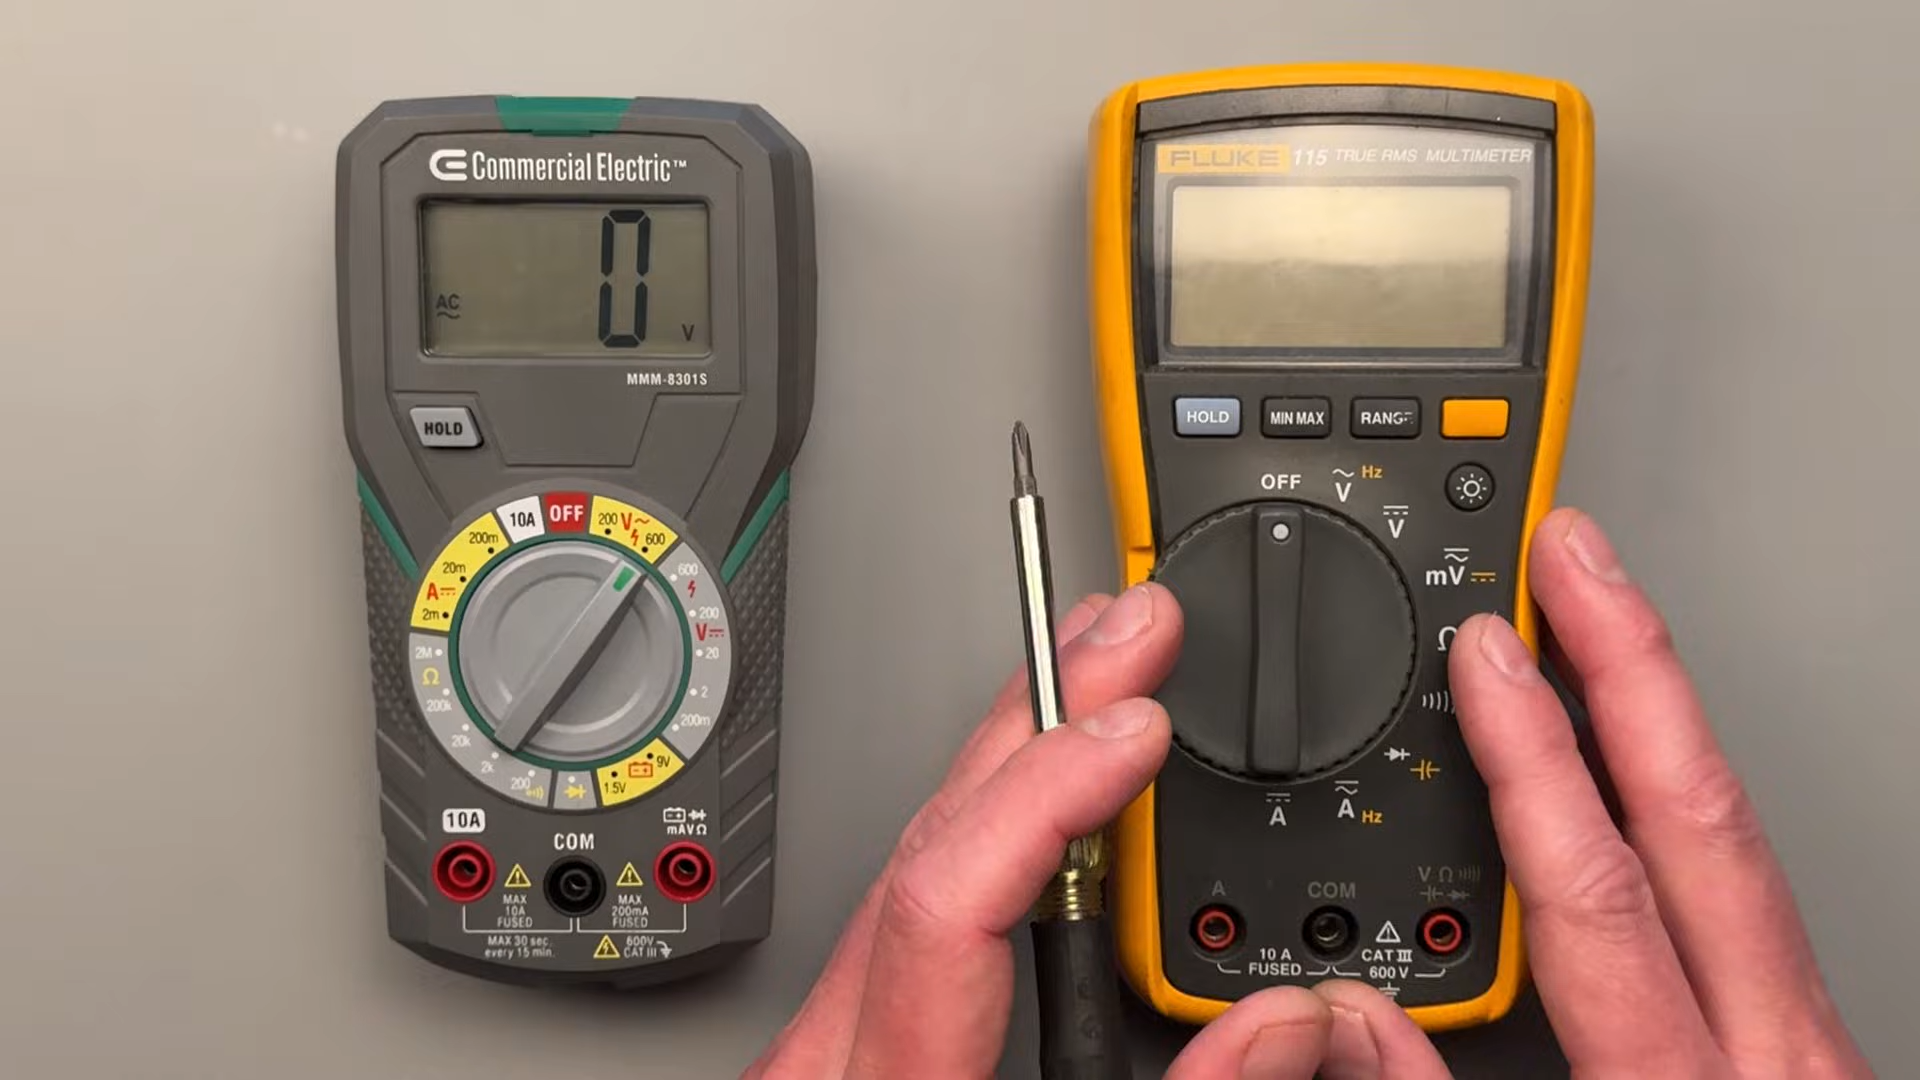 Commercial Electric™
0
AC
V
MMM-8301S
HOLD
10A
OFF
200 V~ 600
200m
20m
A
2m
2M
Ω
200k
20k
2k
200
600
200
V
20
2
200m
9V
1.5V
10A
COM
mAVΩ
MAX
10A
FUSED
MAX
200mA
FUSED
MAX 30 sec.
every 15 min.
600V
CAT III
FLUKE 115 TRUE RMS MULTIMETER
HOLD
MIN MAX
RANGE
OFF
V Hz
V
mV
Ω
A
A Hz
A
COM
V Ω
10 A
FUSED
CAT III
600 V